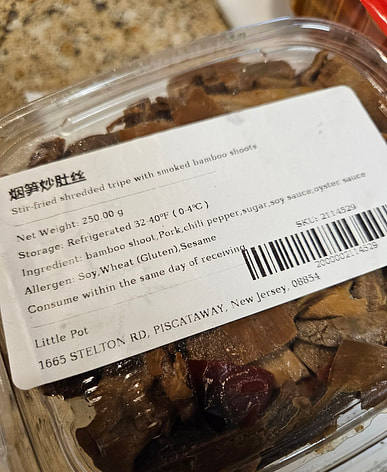 烟笋炒肚丝
Stir-fried shredded tripe with smoked bamboo shoots
Net Weight: 250.00 g
Storage: Refrigerated 32-40°F (0-4°C)
Ingredient: bamboo shoot,Pork,chili pepper,sugar,soy sauce,oyster sauce
Allergen: Soy,Wheat (Gluten),Sesame
SKU: 2114529
Consume within the same day of receiving
2000002114529
Little Pot
1665 STELTON RD, PISCATAWAY, New Jersey, 08854